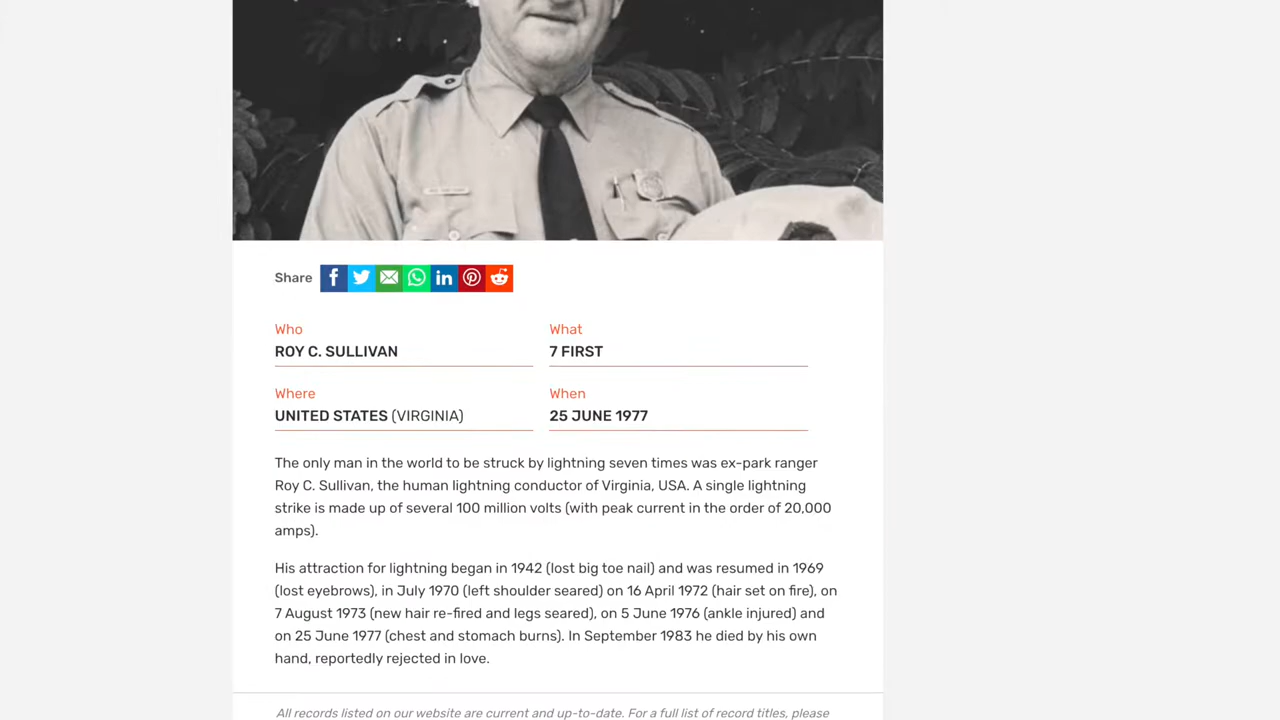 Share
Who
What
ROY C. SULLIVAN
7 FIRST
Where
When
UNITED STATES (VIRGINIA)
25 JUNE 1977
The only man in the world to be struck by lightning seven times was ex-park ranger
Roy C. Sullivan, the human lightning conductor of Virginia, USA. A single lightning
strike is made up of several 100 million volts (with peak current in the order of 20,000
amps).
His attraction for lightning began in 1942 (lost big toe nail) and was resumed in 1969
(lost eyebrows), in July 1970 (left shoulder seared) on 16 April 1972 (hair set on fire), on
7 August 1973 (new hair re-fired and legs seared), on 5 June 1976 (ankle injured) and
on 25 June 1977 (chest and stomach burns). In September 1983 he died by his own
hand, reportedly rejected in love.
All records listed on our website are current and up-to-date. For a full list of record titles, please